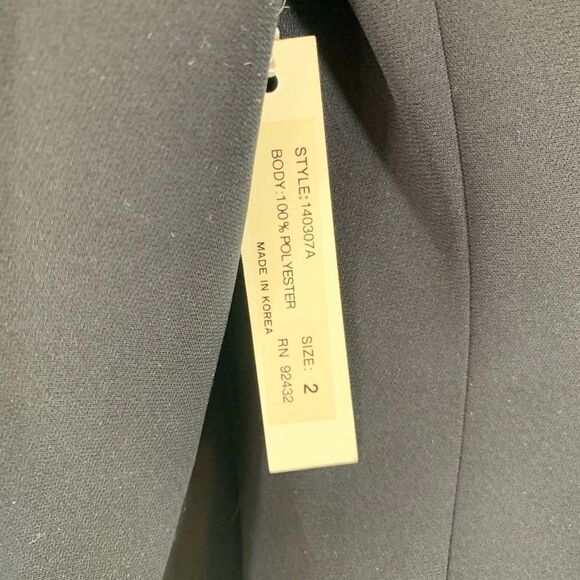 STYLE:140307A SIZE: 2
BODY:100% POLYESTER RN 92432
MADE IN KOREA